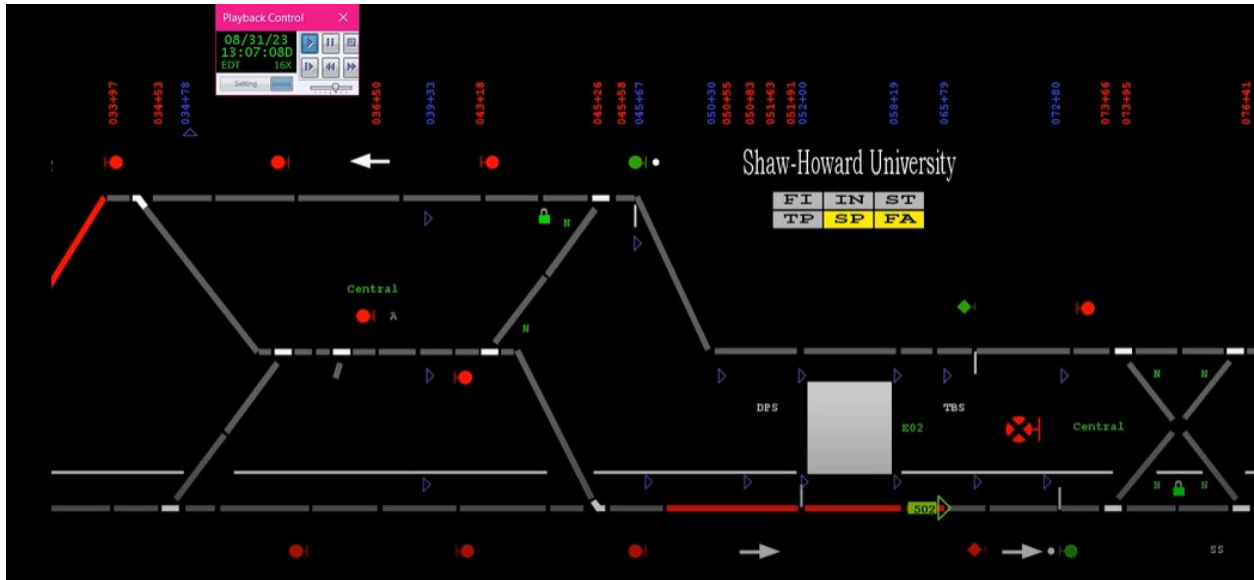 Playback Control
08/31/23
13:07:08D
EDT 16X
Setting
033+97
034+53
034+78
036+50
039+33
043+18
045+26
045+58
045+67
050+30
050+55
050+83
051+63
051+91
052+00
058+19
065+79
072+80
073+66
073+95
076+41
Shaw-Howard University
FI IN ST
TP SP FA
N
Central
A
N
N N
DPS TBS
E02 Central
N N
502
SS